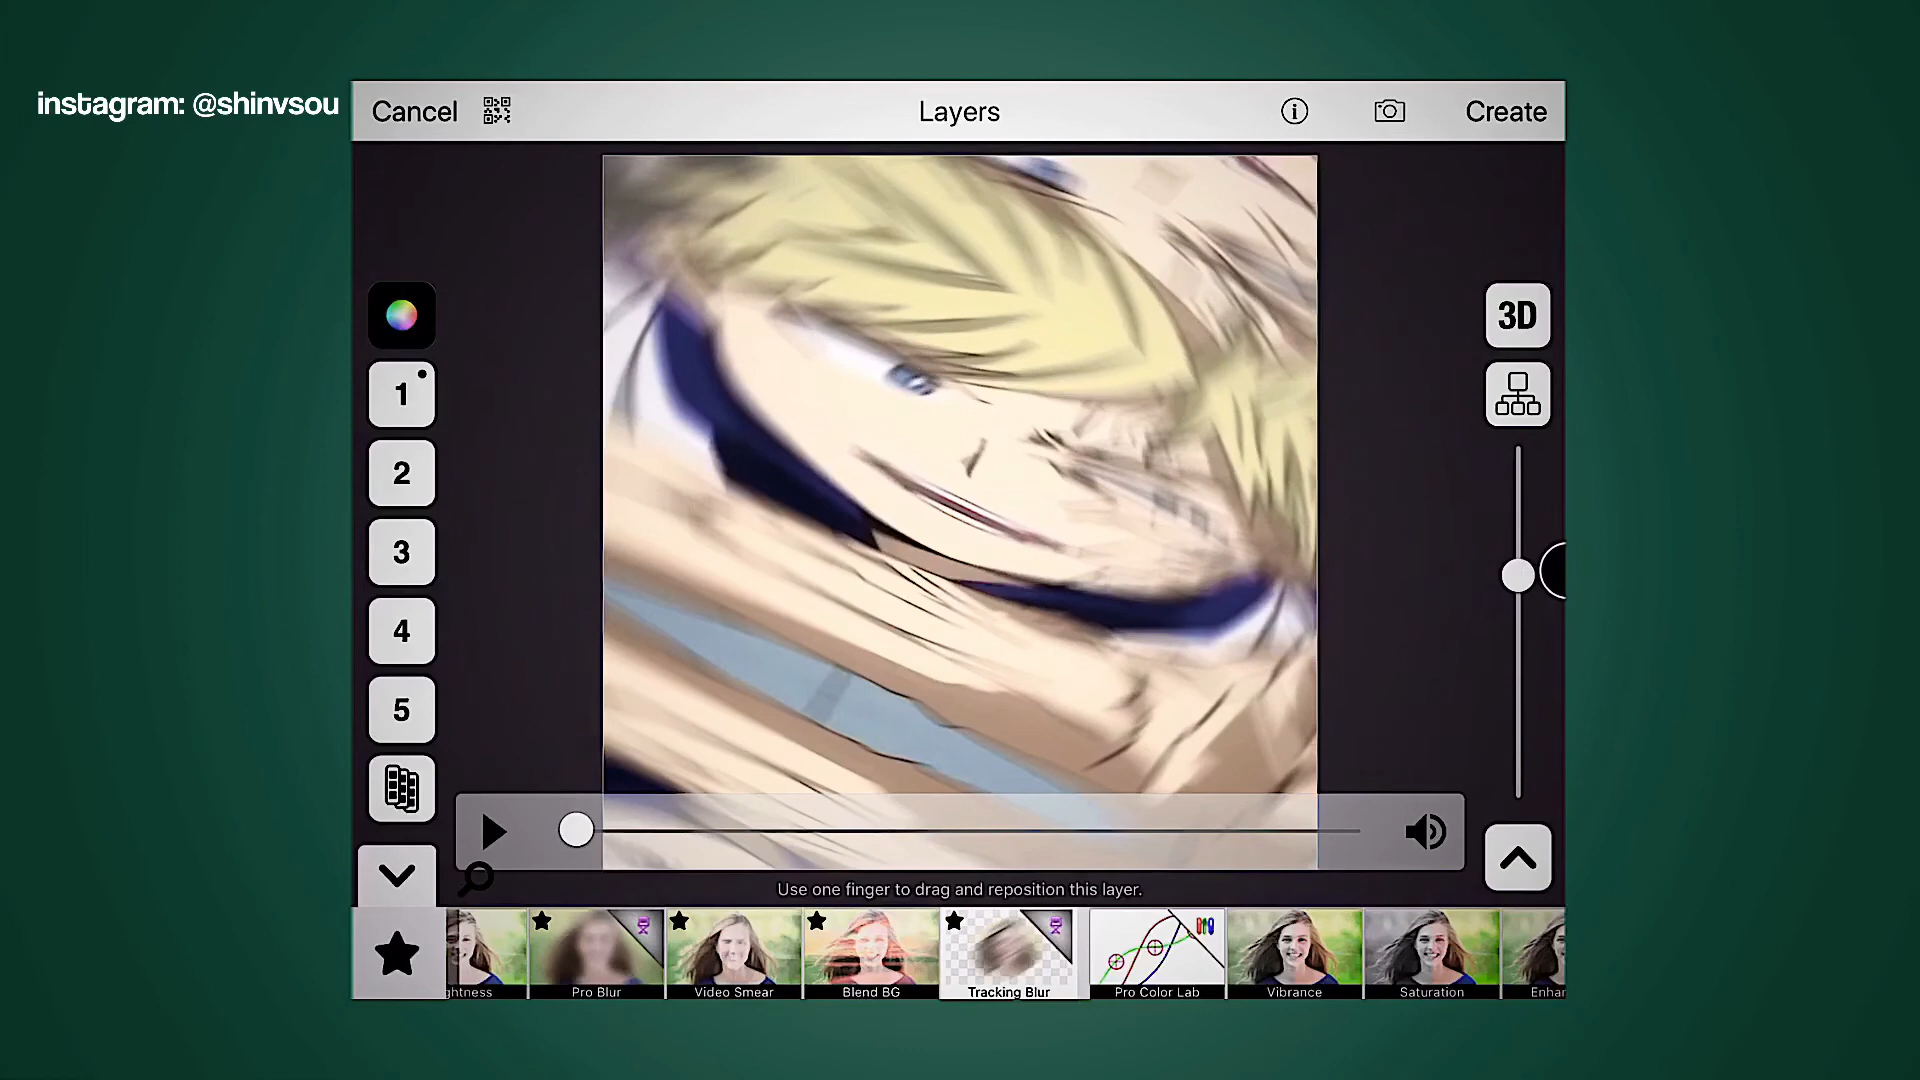 instagram: @shinvsou
Cancel
Layers
Create
3D
1
2
3
4
5
Use one finger to drag and reposition this layer.
ghtness
Pro Blur
Video Smear
Blend BG
Tracking Blur
Pro Color Lab
Vibrance
Saturation
Enhan